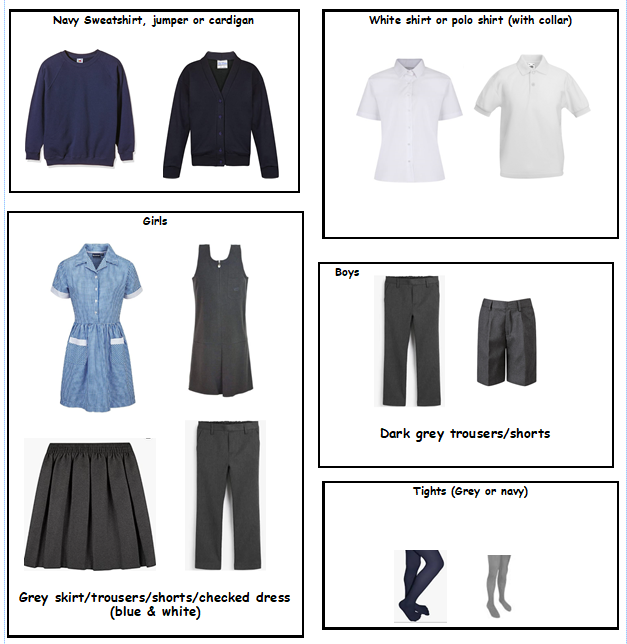 Navy Sweatshirt, jumper or cardigan
White shirt or polo shirt (with collar)
Girls
Grey skirt/trousers/shorts/checked dress
(blue & white)
Boys
Dark grey trousers/shorts
Tights (Grey or navy)